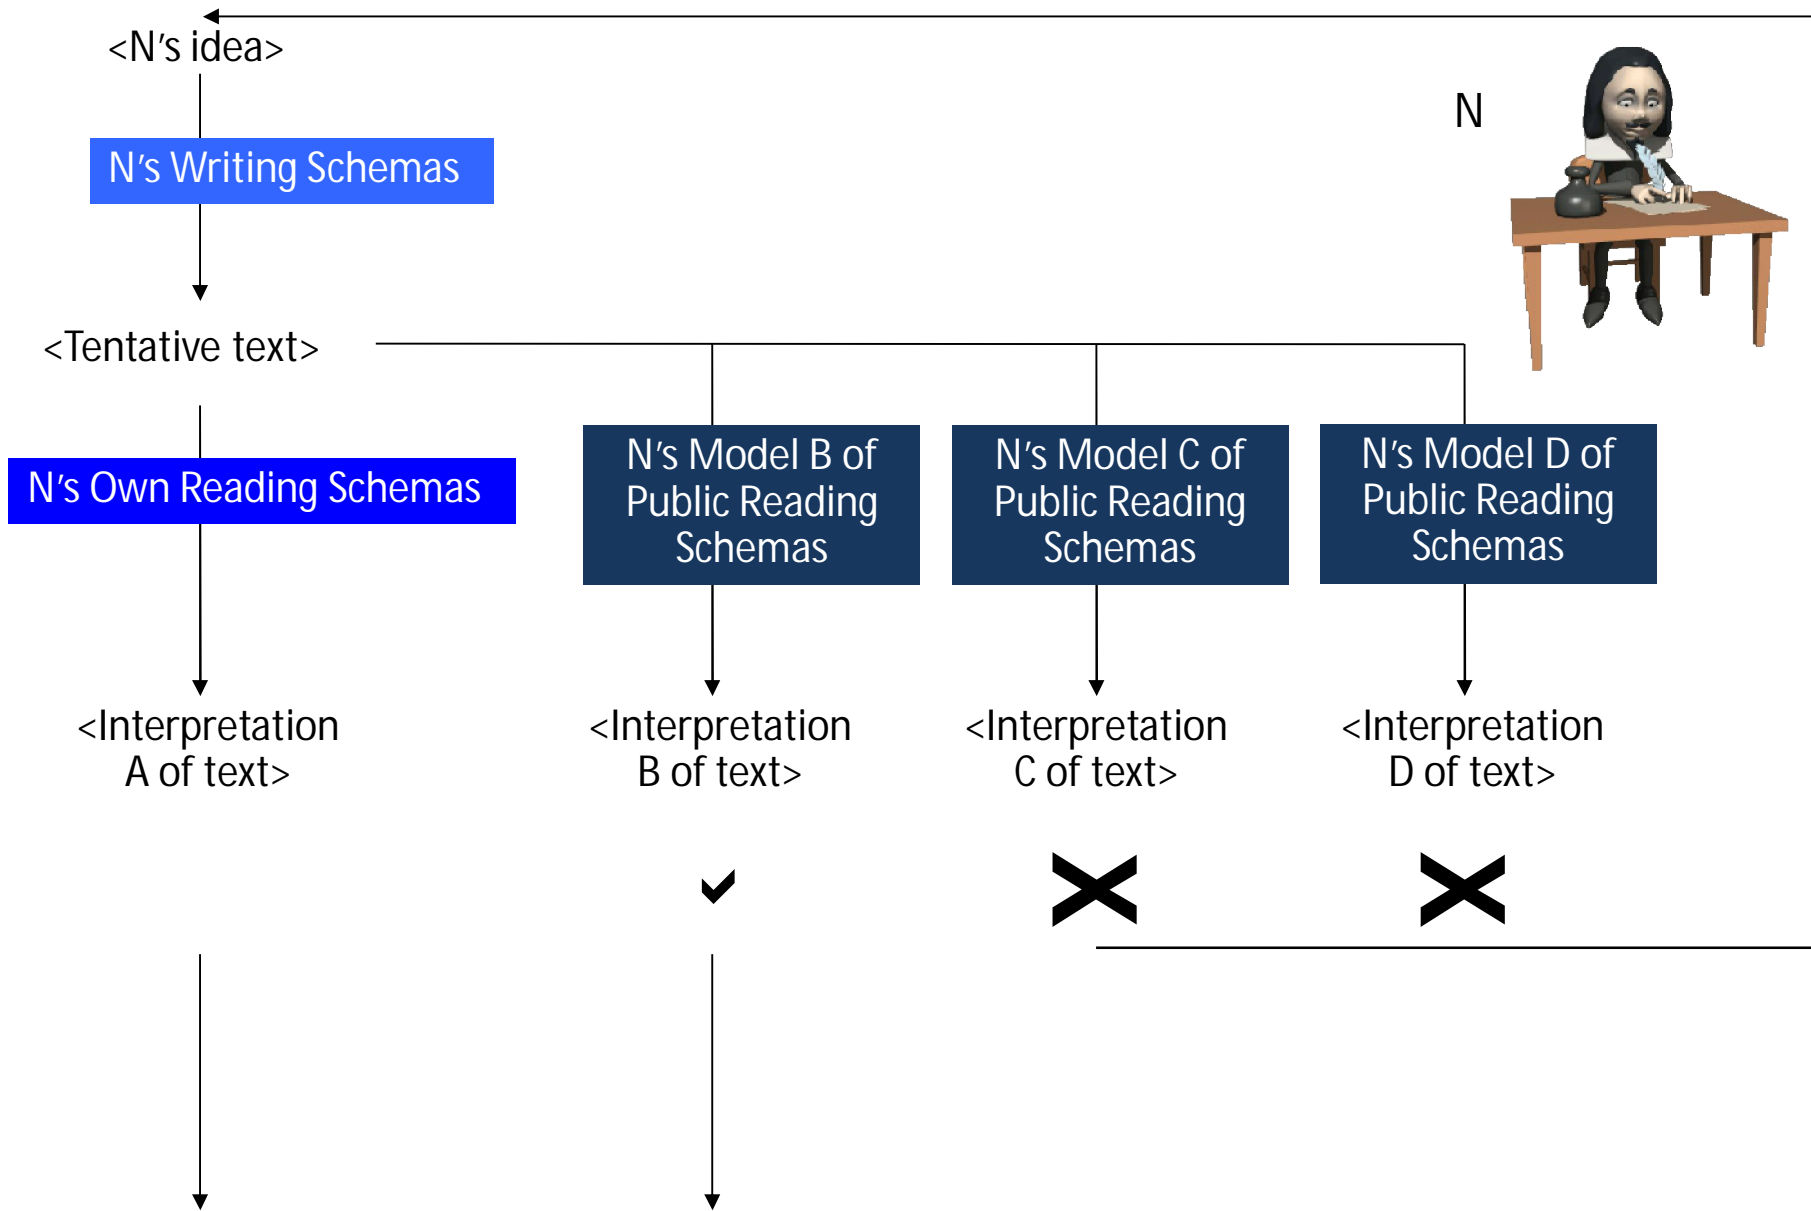 <N's idea>
N
N's Writing Schemas
<Tentative text>
N's Own Reading Schemas
N's Model B of
Public Reading
Schemas
N's Model C of
Public Reading
Schemas
N's Model D of
Public Reading
Schemas
<Interpretation
A of text>
<Interpretation
B of text>
<Interpretation
C of text>
<Interpretation
D of text>